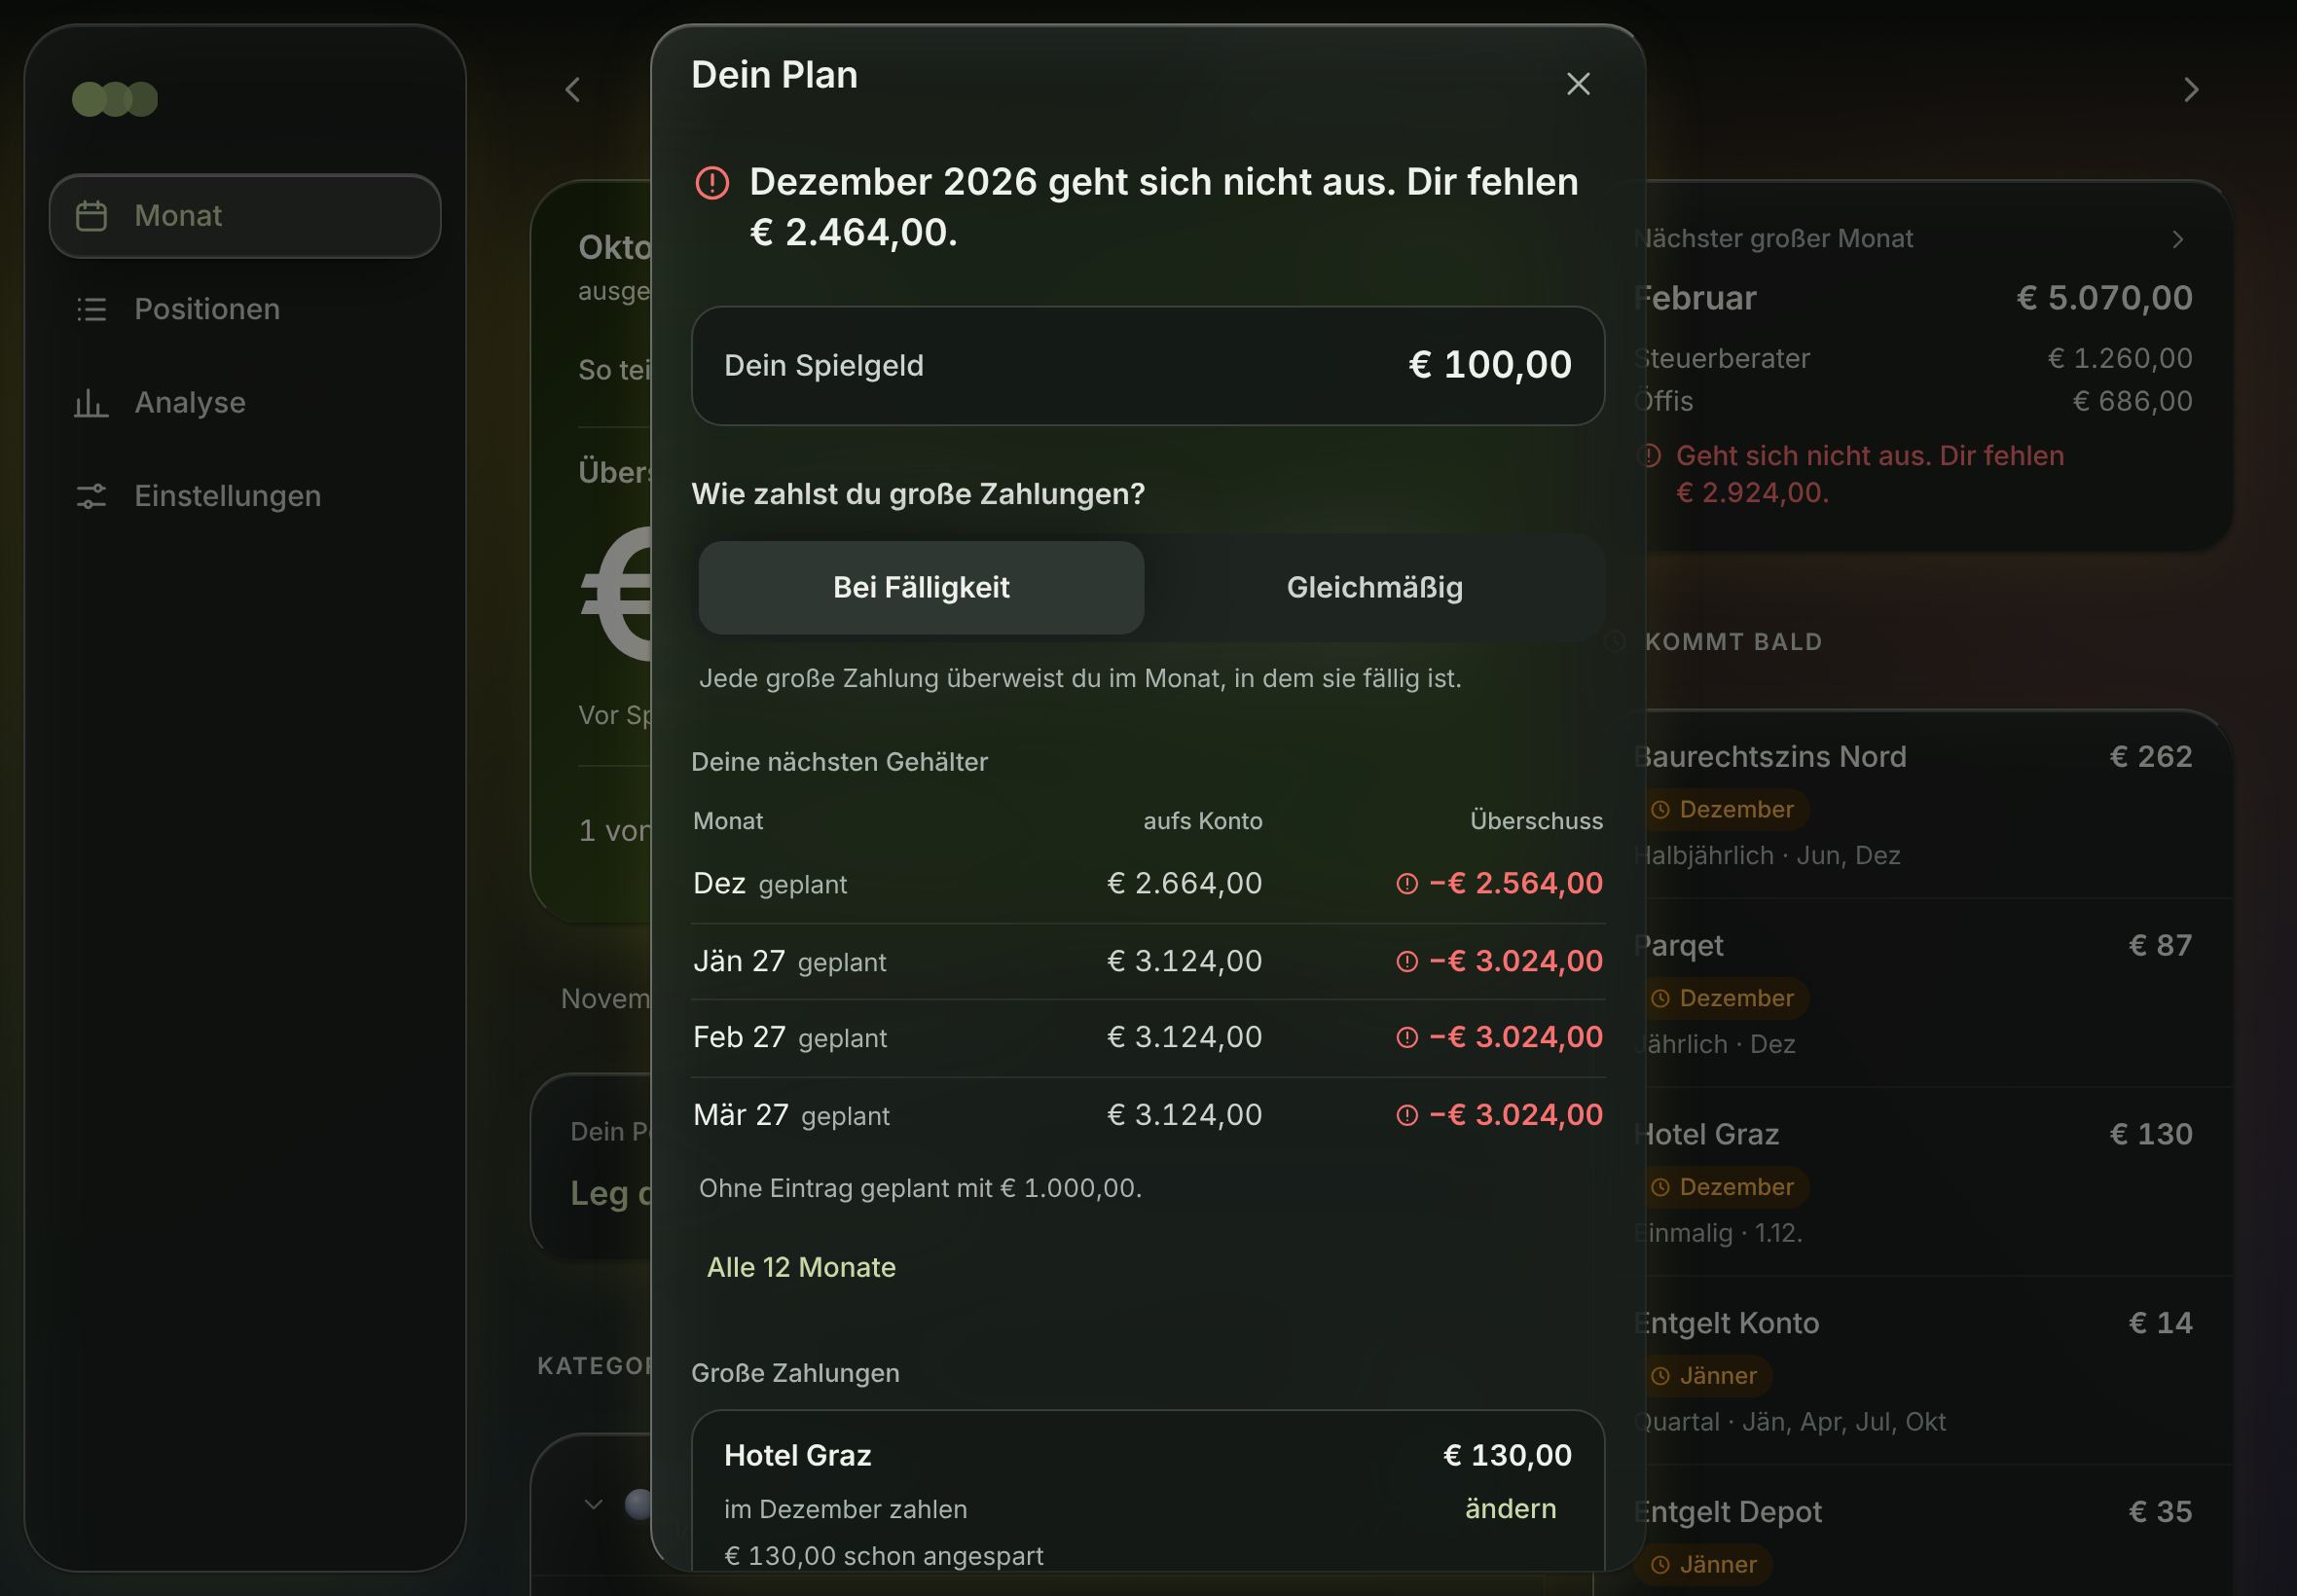 Monat
Positionen
Analyse
Einstellungen
Dein Plan
Dezember 2026 geht sich nicht aus. Dir fehlen
€ 2.464,00.
Dein Spielgeld € 100,00
Wie zahlst du große Zahlungen?
Bei Fälligkeit Gleichmäßig
Jede große Zahlung überweist du im Monat, in dem sie fällig ist.
Deine nächsten Gehälter
Monat aufs Konto Überschuss
Dez geplant € 2.664,00 −€ 2.564,00
Jän 27 geplant € 3.124,00 −€ 3.024,00
Feb 27 geplant € 3.124,00 −€ 3.024,00
Mär 27 geplant € 3.124,00 −€ 3.024,00
Ohne Eintrag geplant mit € 1.000,00.
Alle 12 Monate
Große Zahlungen
Hotel Graz € 130,00
im Dezember zahlen ändern
€ 130,00 schon angespart
So
€
Vor
1
Dein
Leg
Nächster großer Monat
Februar € 5.070,00
Steuerberater € 1.260,00
Öffis € 686,00
Geht sich nicht aus. Dir fehlen
€ 2.924,00.
KOMMT BALD
Baurechtszins Nord € 262
Dezember
Halbjährlich · Jun, Dez
Parqet € 87
Dezember
Jährlich · Dez
Hotel Graz € 130
Dezember
Einmalig · 1.12.
Entgelt Konto € 14
Jänner
Quartal · Jän, Apr, Jul, Okt
Entgelt Depot € 35
Jänner